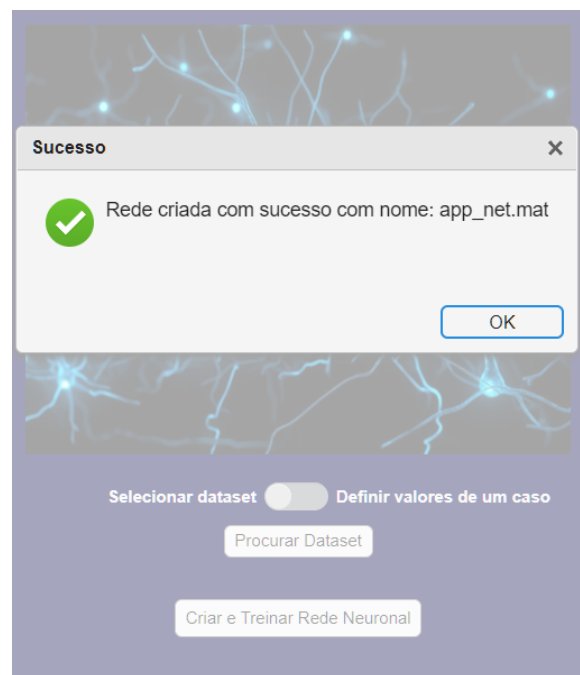 Sucesso
Rede criada com sucesso com nome: app_net.mat
OK
Selecionar dataset Definir valores de um caso
Procurar Dataset
Criar e Treinar Rede Neuronal